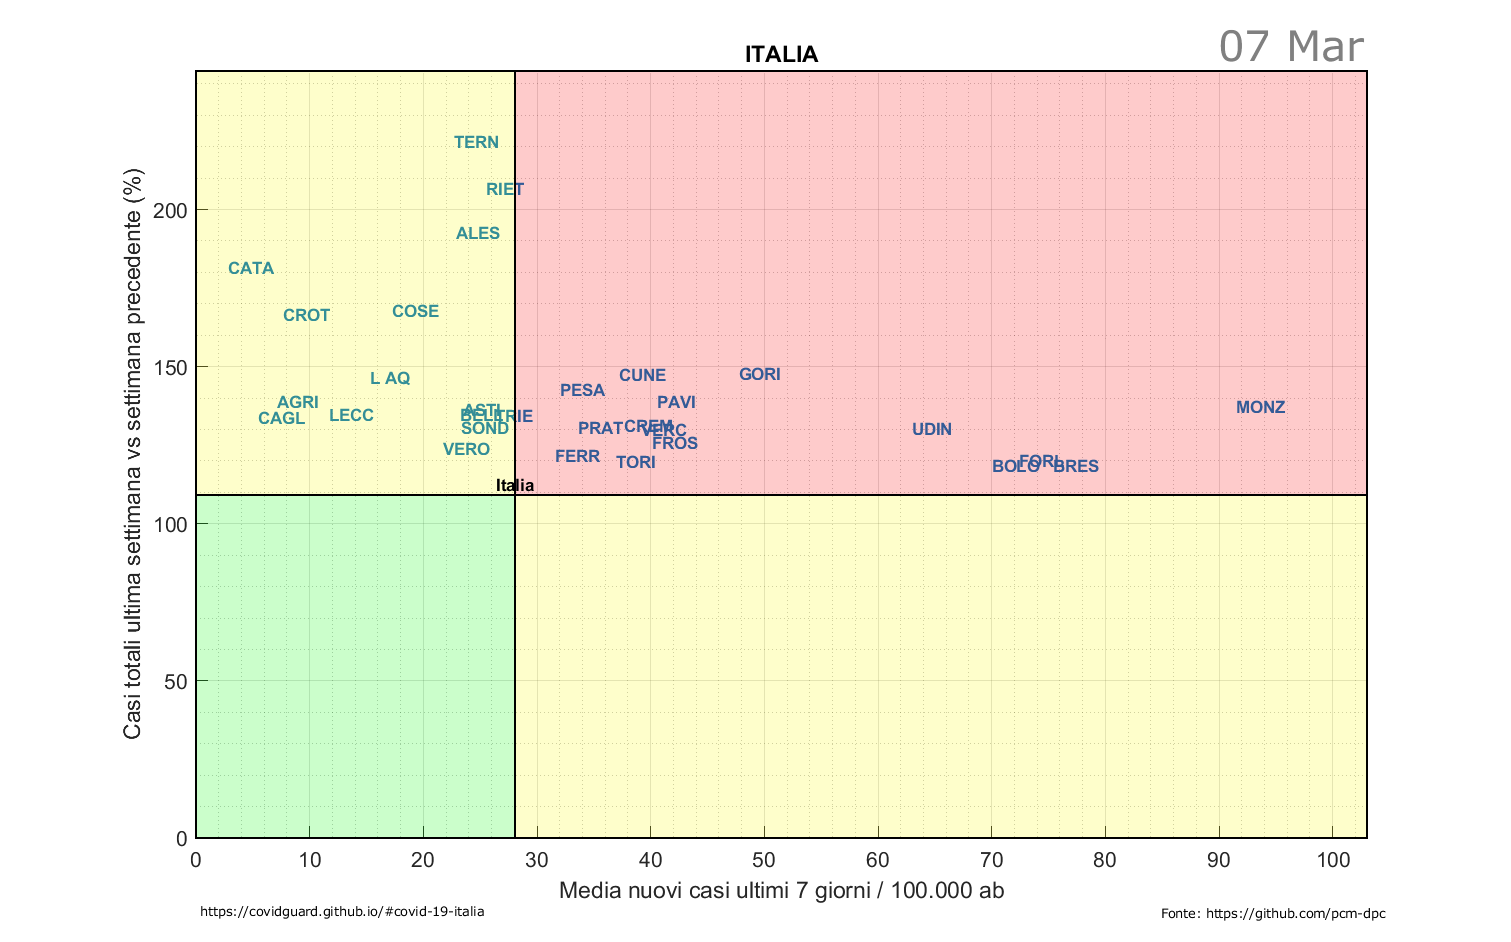 07 Mar
ITALIA
Casi totali ultima settimana vs settimana precedente (%)
200
150
100
50
0
TERN
RIET
ALES
CATA
CROT
COSE
L AQ
CUNE
GORI
PESA
AGRI
PAVI
MONZ
CAGL
LECC
ASTI
BELL
TRIE
SOND
PRAT
CREM
VERC
UDIN
FROS
VERO
FERR
TORI
BOLO
FORL
BRES
Italia
0 10 20 30 40 50 60 70 80 90 100
Media nuovi casi ultimi 7 giorni / 100.000 ab
https://covidguard.github.io/#covid-19-italia
Fonte: https://github.com/pcm-dpc